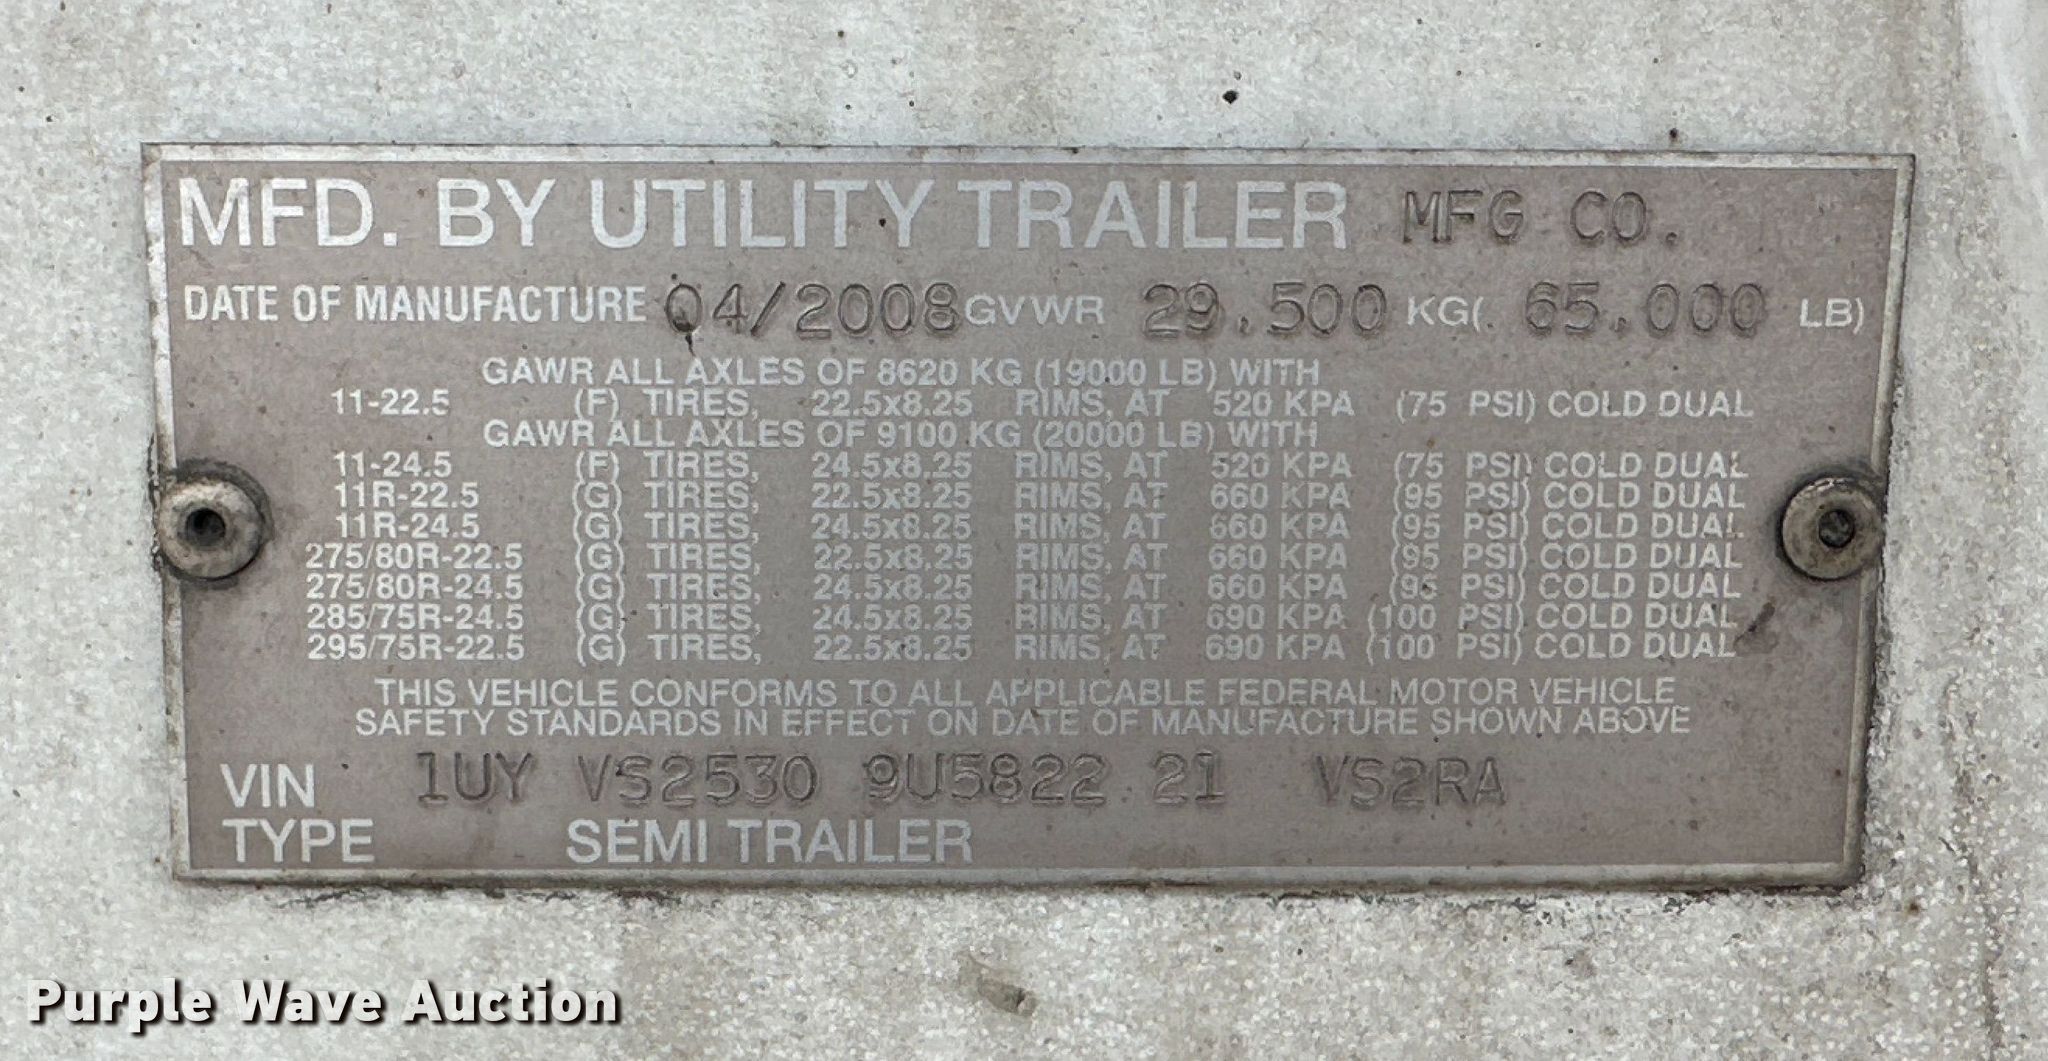 MFD. BY UTILITY TRAILER MFG CO.
DATE OF MANUFACTURE 04/2008 GVWR 29.500 KG( 65.000 LB)
GAWR ALL AXLES OF 8620 KG (19000 LB) WITH
11-22.5 (F) TIRES, 22.5x8.25 RIMS, AT 520 KPA (75 PSI) COLD DUAL
GAWR ALL AXLES OF 9100 KG (20000 LB) WITH
11-24.5 (F) TIRES, 24.5x8.25 RIMS, AT 520 KPA (75 PSI) COLD DUAL
11R-22.5 (G) TIRES, 22.5x8.25 RIMS, AT 660 KPA (95 PSI) COLD DUAL
11R-24.5 (G) TIRES, 24.5x8.25 RIMS, AT 660 KPA (95 PSI) COLD DUAL
275/80R-22.5 (G) TIRES, 22.5x8.25 RIMS, AT 660 KPA (95 PSI) COLD DUAL
275/80R-24.5 (G) TIRES, 24.5x8.25 RIMS, AT 660 KPA (95 PSI) COLD DUAL
285/75R-24.5 (G) TIRES, 24.5x8.25 RIMS, AT 690 KPA (100 PSI) COLD DUAL
295/75R-22.5 (G) TIRES, 22.5x8.25 RIMS, AT 690 KPA (100 PSI) COLD DUAL
THIS VEHICLE CONFORMS TO ALL APPLICABLE FEDERAL MOTOR VEHICLE
SAFETY STANDARDS IN EFFECT ON DATE OF MANUFACTURE SHOWN ABOVE
VIN 1UY VS2530 9U5822 21 VS2RA
TYPE SEMI TRAILER
Purple Wave Auction